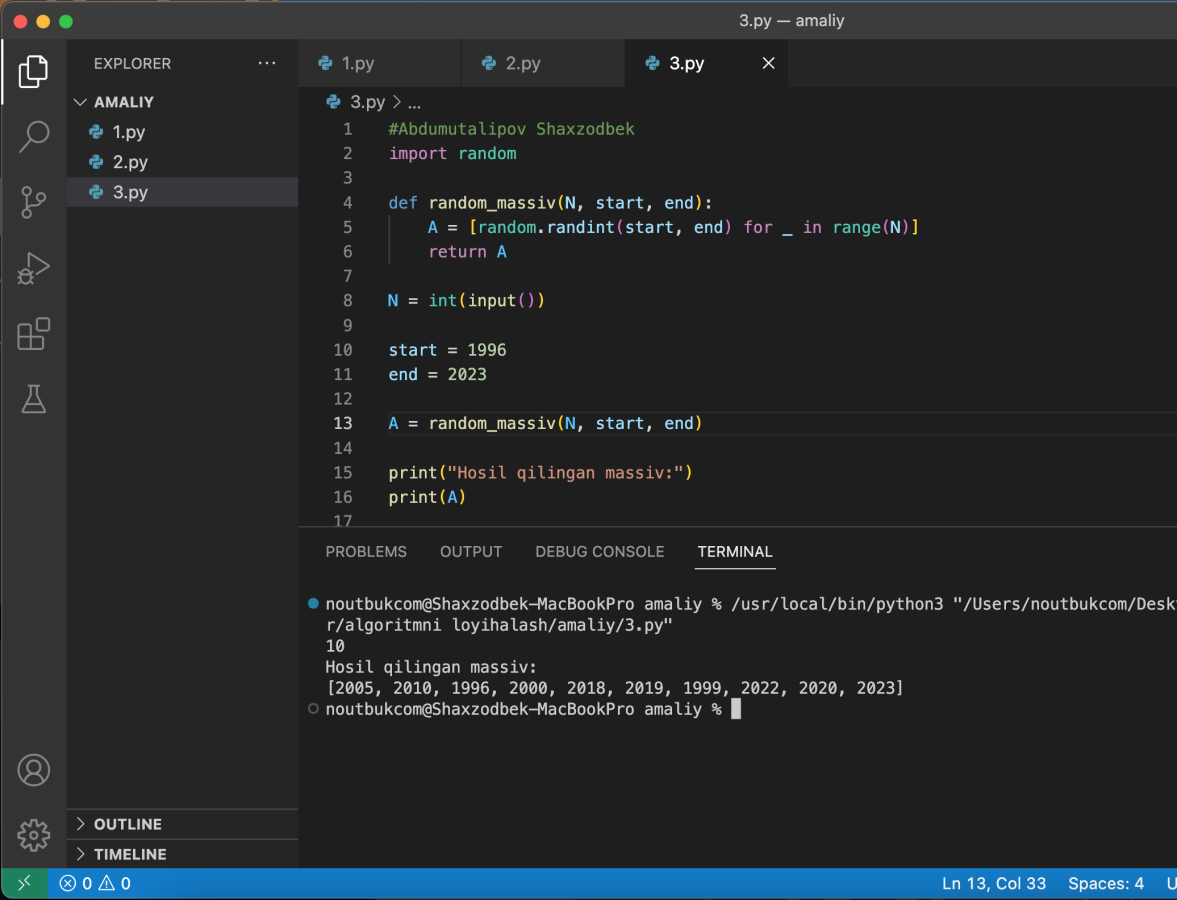 3.py — amaliy
EXPLORER
AMALIY
1.py
2.py
3.py
OUTLINE
TIMELINE
1.py 2.py 3.py
3.py > ...
1 #Abdumutalipov Shaxzodbek
2 import random
3
4 def random_massiv(N, start, end):
5     A = [random.randint(start, end) for _ in range(N)]
6     return A
7
8 N = int(input())
9
10 start = 1996
11 end = 2023
12
13 A = random_massiv(N, start, end)
14
15 print("Hosil qilingan massiv:")
16 print(A)
17
PROBLEMS OUTPUT DEBUG CONSOLE TERMINAL
noutbukcom@Shaxzodbek-MacBookPro amaliy % /usr/local/bin/python3 "/Users/noutbukcom/Desk
r/algoritmni loyihalash/amaliy/3.py"
10
Hosil qilingan massiv:
[2005, 2010, 1996, 2000, 2018, 2019, 1999, 2022, 2020, 2023]
noutbukcom@Shaxzodbek-MacBookPro amaliy %
0 0 Ln 13, Col 33 Spaces: 4